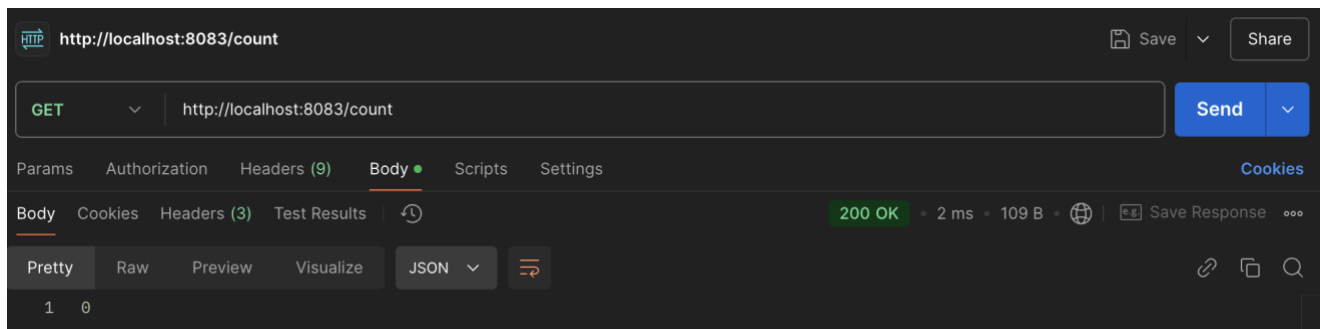 HTTP http://localhost:8083/count Save Share
GET http://localhost:8083/count Send
Params Authorization Headers (9) Body Scripts Settings Cookies
Body Cookies Headers (3) Test Results 200 OK 2 ms 109 B e.g. Save Response
Pretty Raw Preview Visualize JSON
1 0